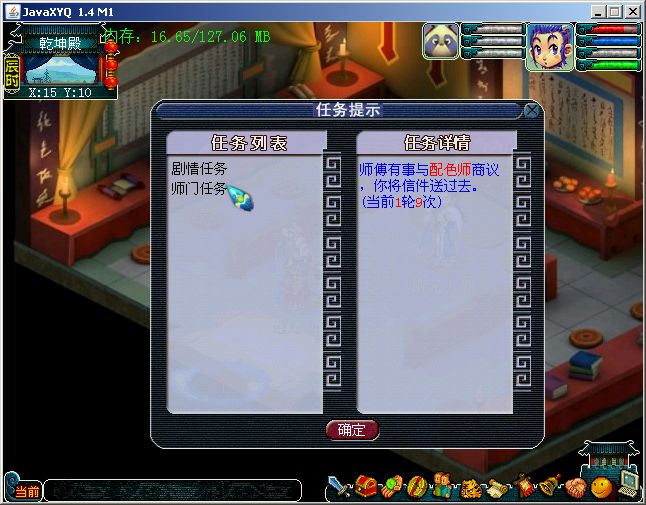 JavaXYQ 1.4 M1
内存: 16.65/127.06 MB
乾坤殿
辰时
X:15 Y:10
任务提示
任务列表
剧情任务
师门任务
任务详情
师傅有事与配色师商议
，你将信件送过去。
(当前1轮9次)
确定
当前